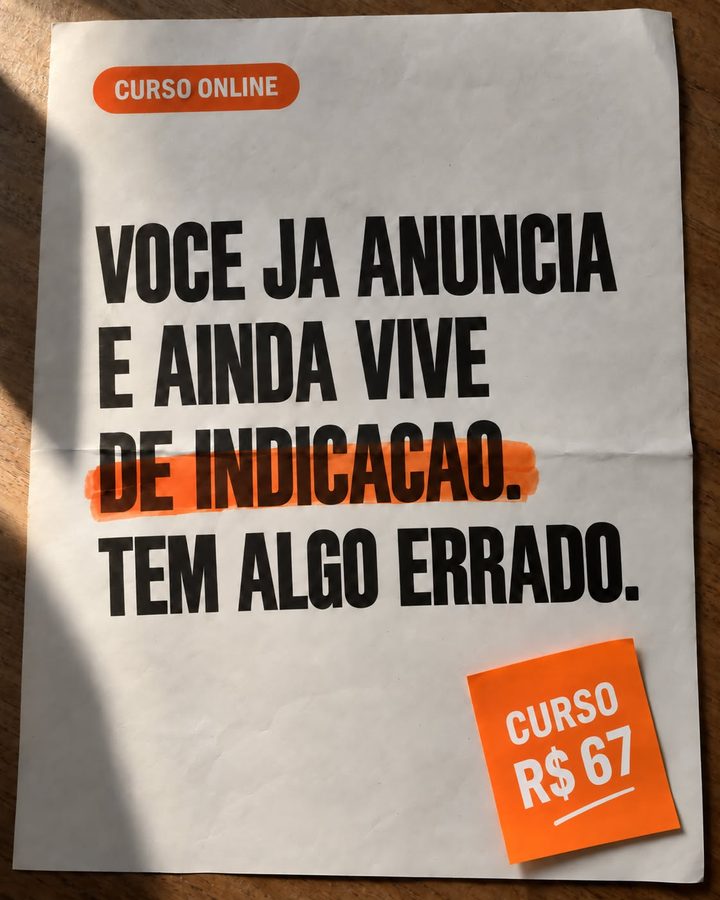 CURSO ONLINE
VOCE JA ANUNCIA
E AINDA VIVE
DE INDICACAO.
TEM ALGO ERRADO.
CURSO
R$ 67